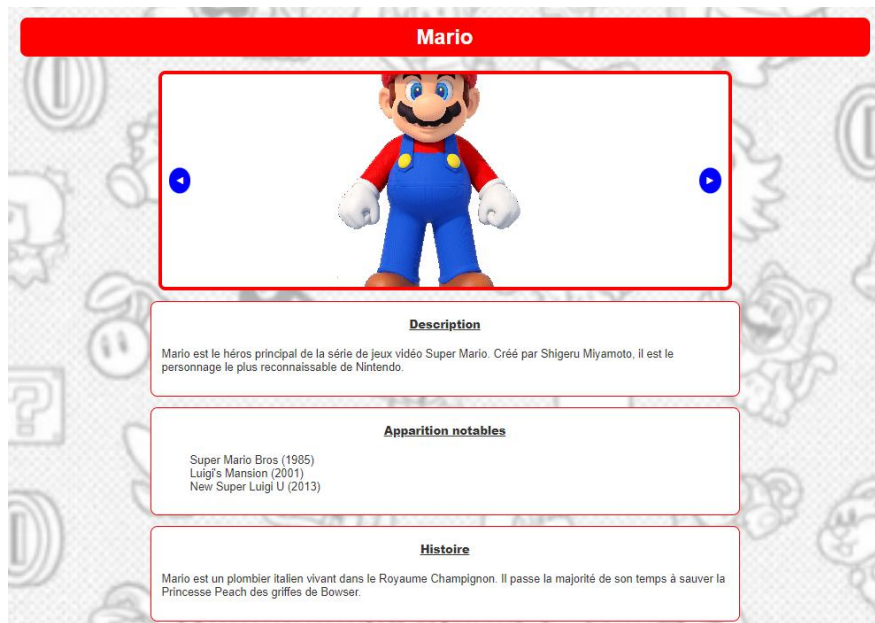 Mario
Description
Mario est le héros principal de la série de jeux vidéo Super Mario. Créé par Shigeru Miyamoto, il est le
personnage le plus reconnaissable de Nintendo.
Apparition notables
Super Mario Bros (1985)
Luigi's Mansion (2001)
New Super Luigi U (2013)
Histoire
Mario est un plombier italien vivant dans le Royaume Champignon. Il passe la majorité de son temps à sauver la
Princesse Peach des griffes de Bowser.